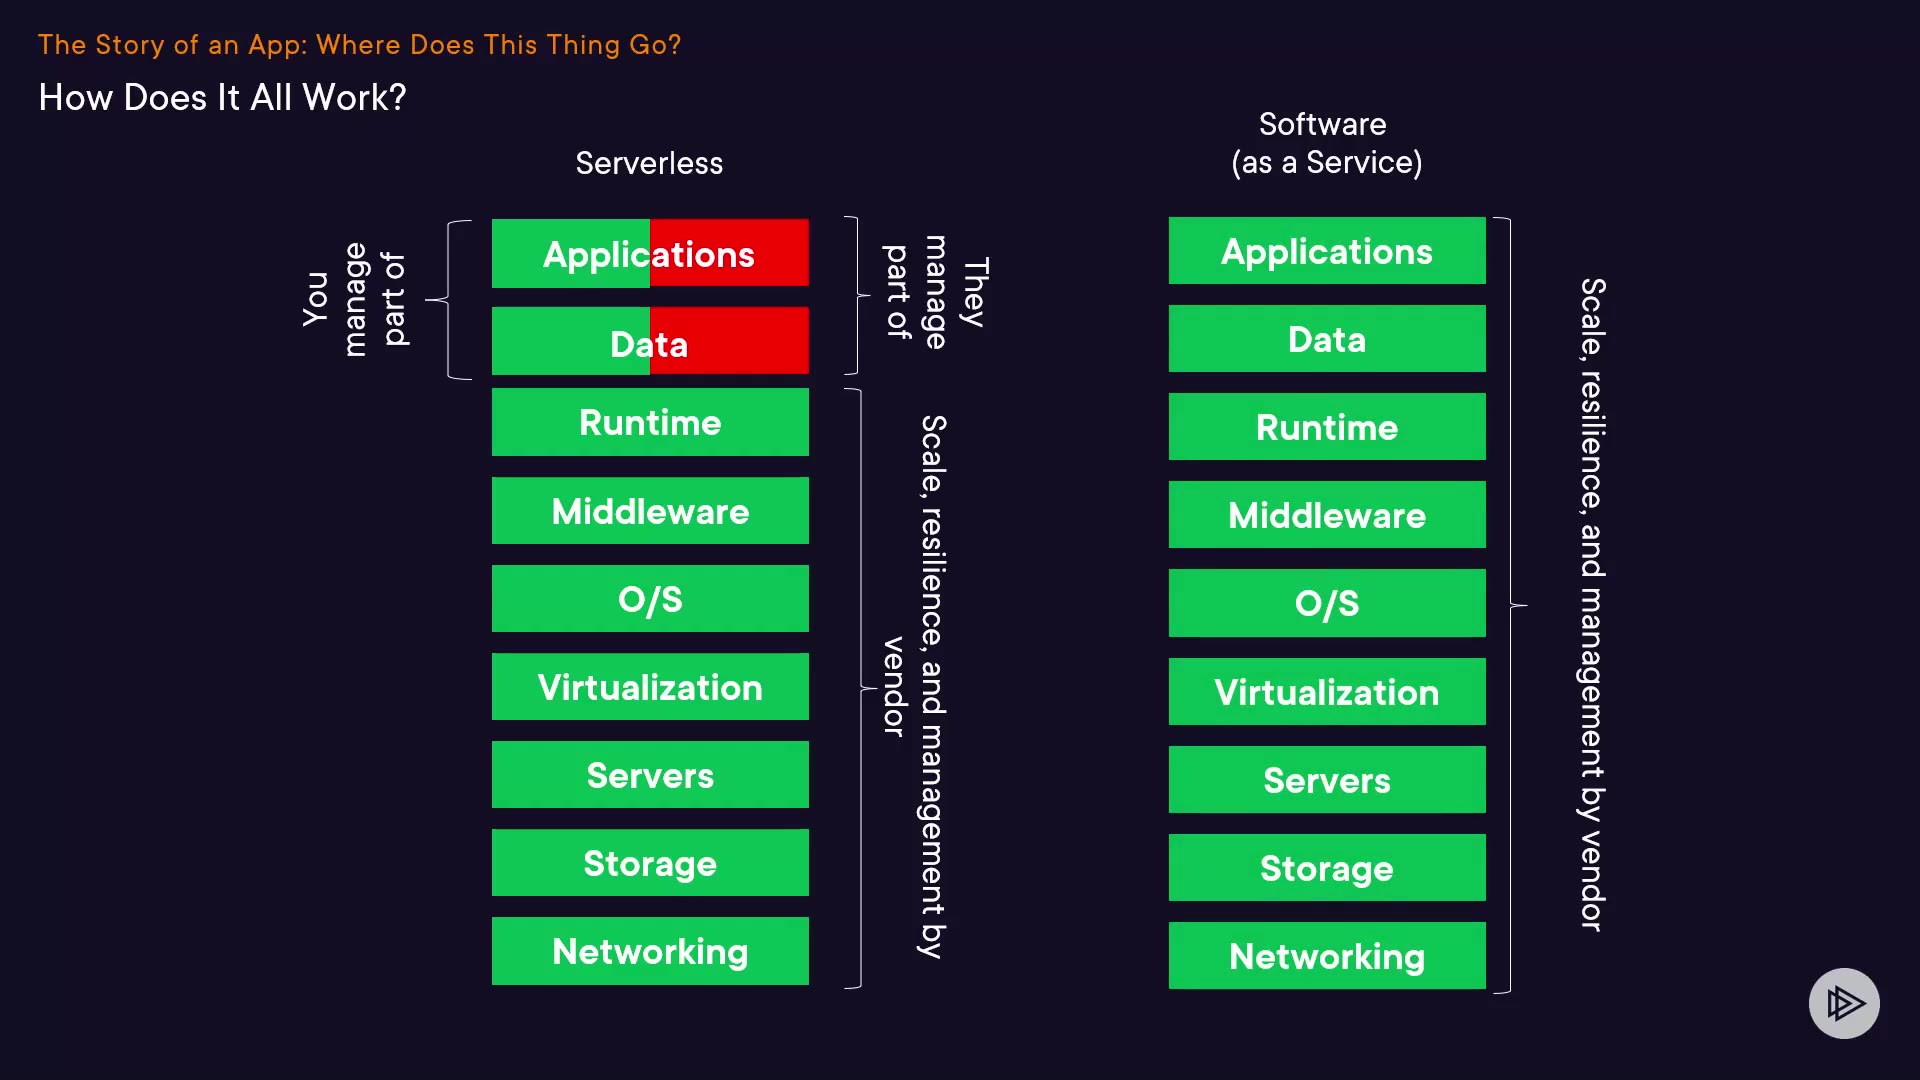 The Story of an App: Where Does This Thing Go?
How Does It All Work?
Serverless
You
manage
part of
Applications
Data
They
manage
part of
Runtime
Middleware
O/S
Virtualization
Servers
Storage
Networking
Scale, resilience, and management by
vendor
Software
(as a Service)
Applications
Data
Runtime
Middleware
O/S
Virtualization
Servers
Storage
Networking
Scale, resilience, and management by vendor